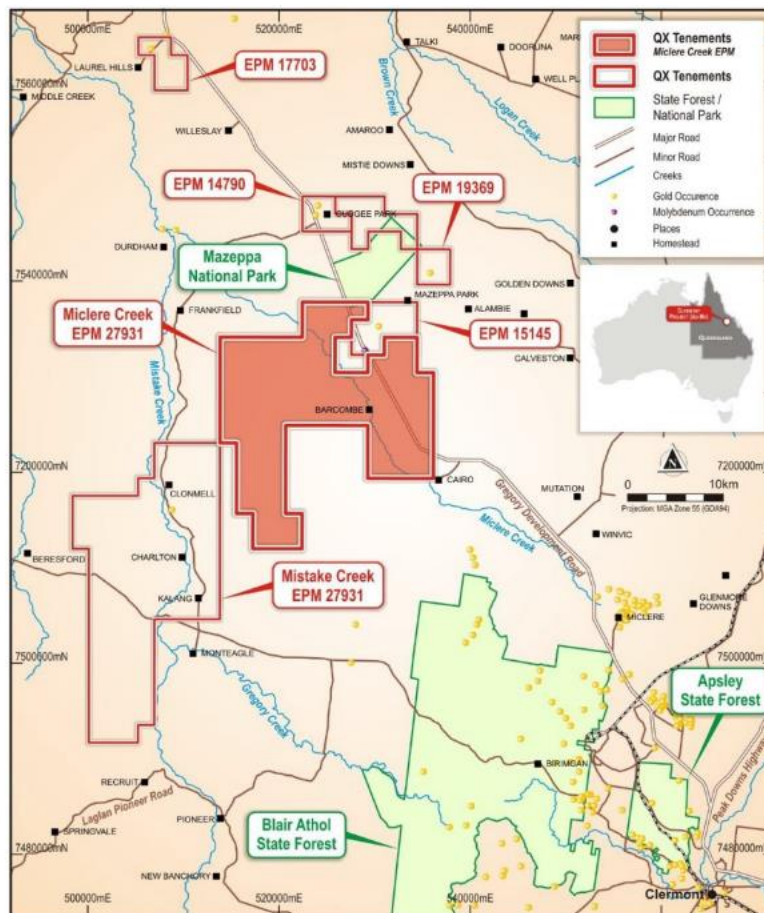 500000mE
520000mE
540000mE
TALKI
DOORUNA
LAUREL HILLS
EPM 17703
WELL PL
7560000mN
MIDDLE CREEK
Brown Creek
Logan Creek
WILLESLAY
AMAROO
MISTIE DOWNS
EPM 14790
EPM 19369
DURDHAM
Mazeppa
National Park
GOLDEN DOWNS
7540000mN
MAZEPPA PARK
Miclere Creek
EPM 27931
FRANKFIELD
ALAMBIE
EPM 15145
CALVESTON
Mistake Creek
BARCOMBE
7200000mN
CLONMELL
CAIRO
MUTATION
7200000mN
Gregory Development Road
Miclere Creek
WINVIC
BERESFORD
CHARLTON
Mistake Creek
EPM 27931
KALANG
GLENMORE
DOWNS
MICLERE
7500600mN
MONTEAGLE
7500000mN
Gregory Creek
Apsley
State Forest
BIRIMGAN
RECRUIT
Laglan Pioneer Road
PIONEER
SPRINGVALE
Blair Athol
State Forest
Peak Downs Highway
7480000mN
7480000mN
NEW BANCHORY
Clermont
500000mE
520000mE
540000mE
QX Tenements
Miclere Creek EPM
QX Tenements
State Forest /
National Park
Major Road
Minor Road
Creeks
Gold Occurence
Molybdenum Occurrence
Places
Homestead
Queensland
0 10km
Projection: MGA Zone 55 (GDA94)